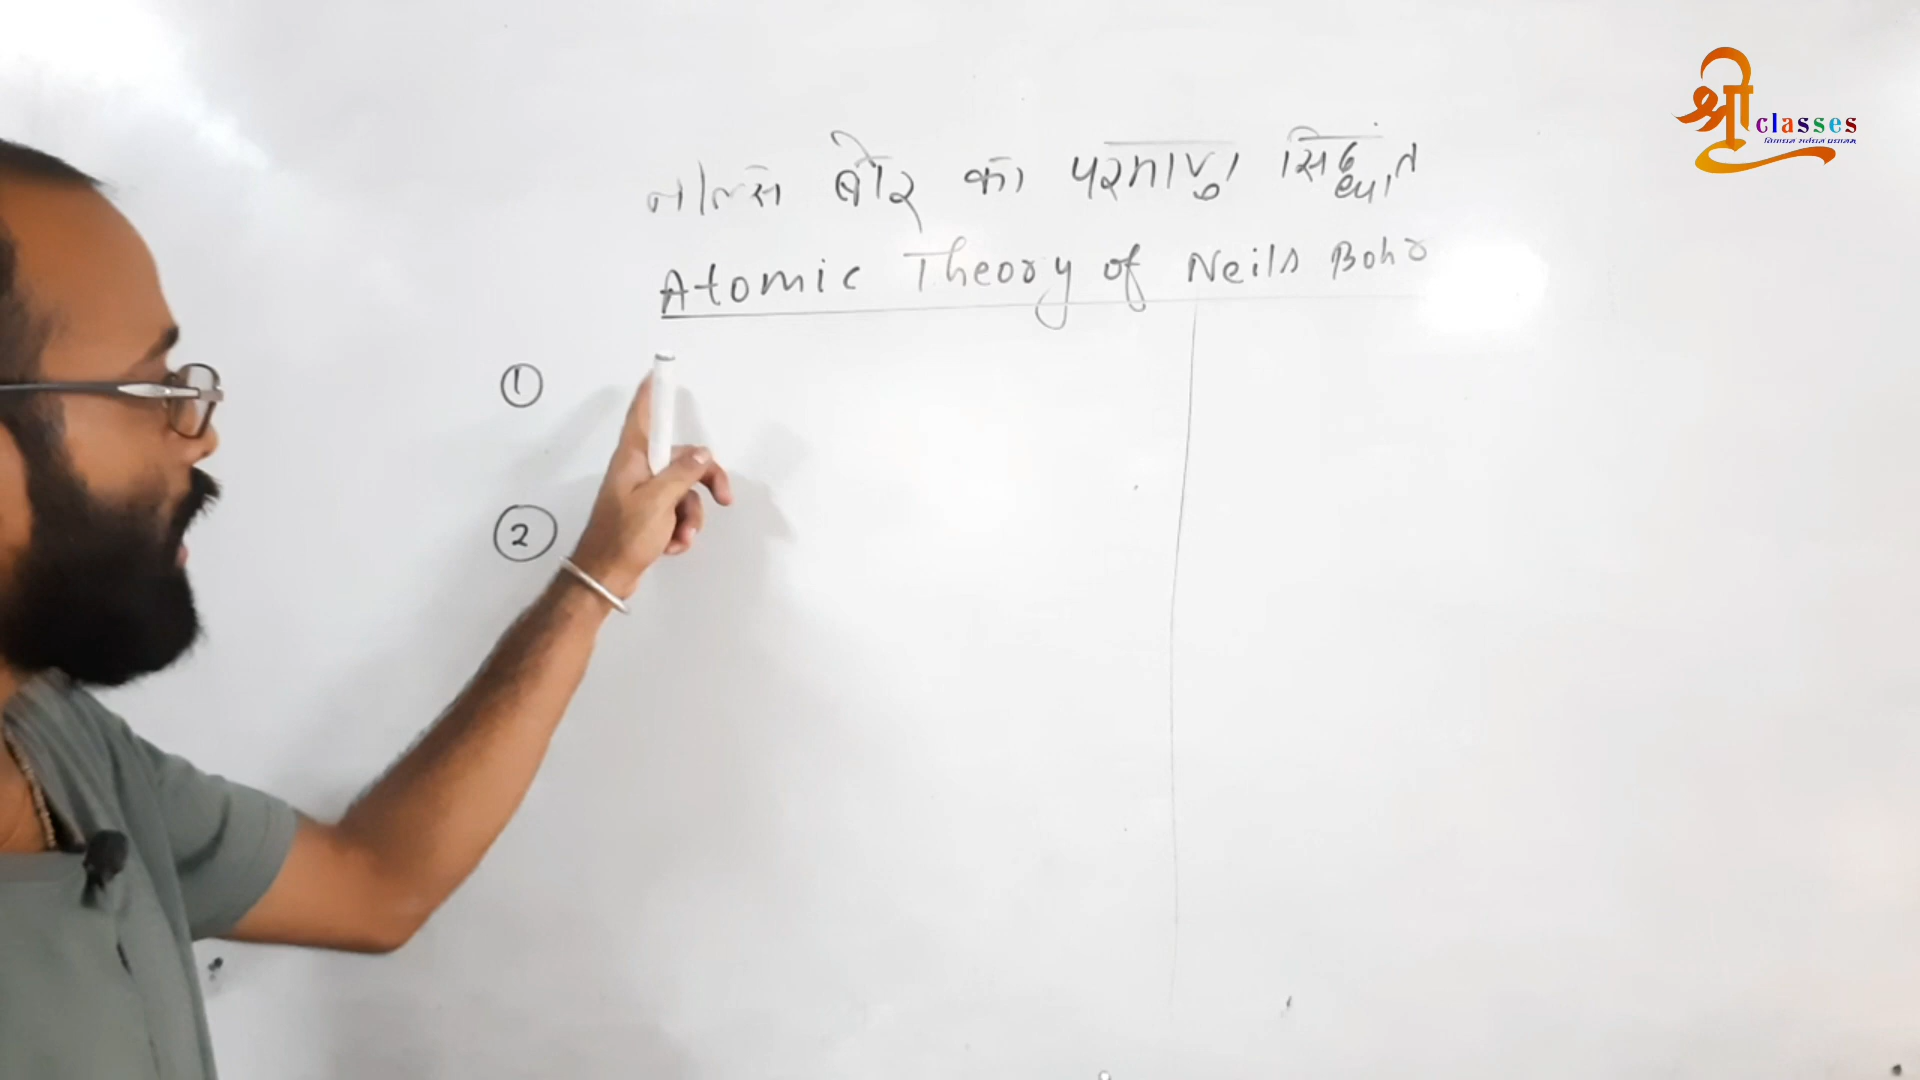 नील्स बोर का परमाणु सिद्धान्त
Atomic Theory of Neils Bohr
1
2
श्री classes